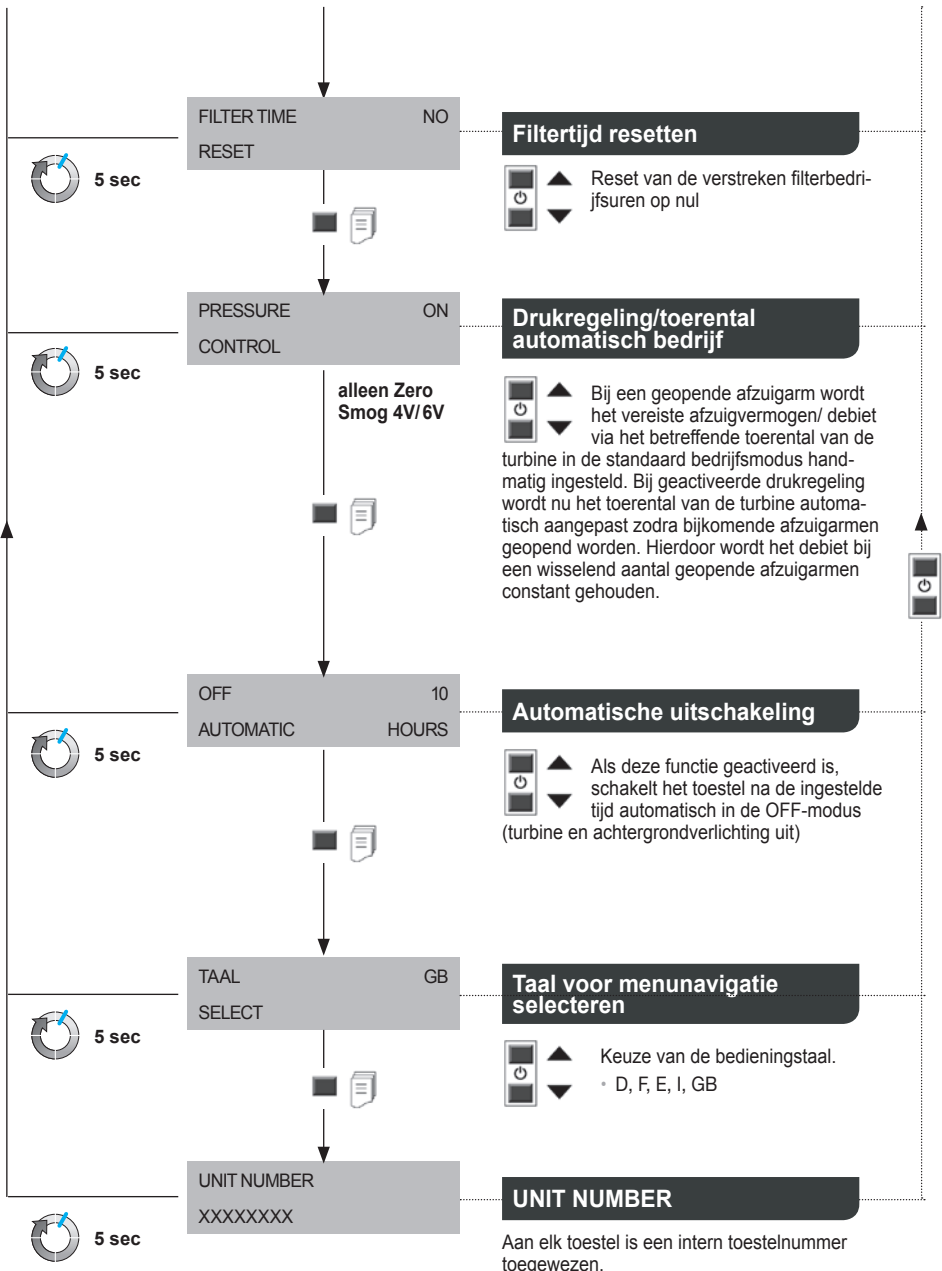 FILTER TIME NO
RESET
5 sec
Filtertijd resetten
Reset van de verstreken filterbedri-
jfsuren op nul
PRESSURE ON
CONTROL
5 sec
alleen Zero
Smog 4V/6V
Drukregeling/toerental
automatisch bedrijf
Bij een geopende afzuigarm wordt
het vereiste afzuigvermogen/ debiet
via het betreffende toerental van de
turbine in de standaard bedrijfsmodus hand-
matig ingesteld. Bij geactiveerde drukregeling
wordt nu het toerental van de turbine automa-
tisch aangepast zodra bijkomende afzuigarmen
geopend worden. Hierdoor wordt het debiet bij
een wisselend aantal geopende afzuigarmen
constant gehouden.
OFF 10
AUTOMATIC HOURS
5 sec
Automatische uitschakeling
Als deze functie geactiveerd is,
schakelt het toestel na de ingestelde
tijd automatisch in de OFF-modus
(turbine en achtergrondverlichting uit)
TAAL GB
SELECT
5 sec
Taal voor menunavigatie
selecteren
Keuze van de bedieningstaal.
• D, F, E, I, GB
UNIT NUMBER
XXXXXXXX
5 sec
UNIT NUMBER
Aan elk toestel is een intern toestelnummer
toegewezen.